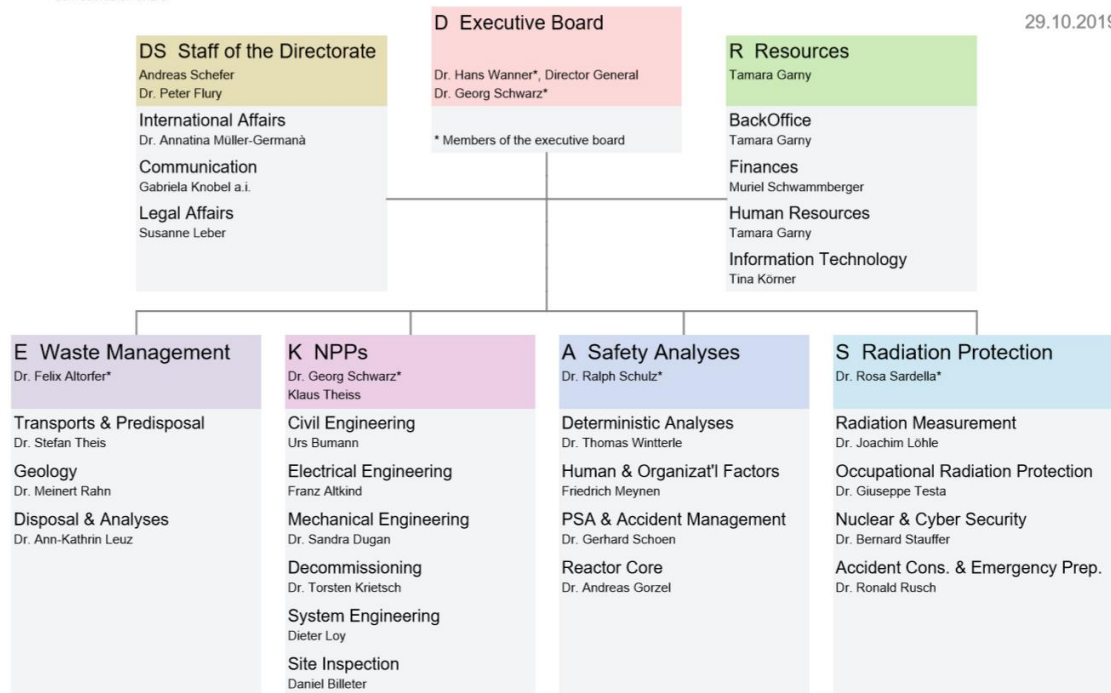 D Executive Board
Dr. Hans Wanner*, Director General
Dr. Georg Schwarz*
* Members of the executive board
29.10.2019
DS Staff of the Directorate
Andreas Schefer
Dr. Peter Flury
International Affairs
Dr. Annatina Müller-Germanà
Communication
Gabriela Knobel a.i.
Legal Affairs
Susanne Leber
R Resources
Tamara Garny
BackOffice
Tamara Garny
Finances
Muriel Schwammberger
Human Resources
Tamara Garny
Information Technology
Tina Körner
E Waste Management
Dr. Felix Altorfer*
Transports & Predisposal
Dr. Stefan Theis
Geology
Dr. Meinert Rahn
Disposal & Analyses
Dr. Ann-Kathrin Leuz
K NPPs
Dr. Georg Schwarz*
Klaus Theiss
Civil Engineering
Urs Bumann
Electrical Engineering
Franz Altkind
Mechanical Engineering
Dr. Sandra Dugan
Decommissioning
Dr. Torsten Krietsch
System Engineering
Dieter Loy
Site Inspection
Daniel Billeter
A Safety Analyses
Dr. Ralph Schulz*
Deterministic Analyses
Dr. Thomas Wintterle
Human & Organizat'l Factors
Friedrich Meynen
PSA & Accident Management
Dr. Gerhard Schoen
Reactor Core
Dr. Andreas Gorzel
S Radiation Protection
Dr. Rosa Sardella*
Radiation Measurement
Dr. Joachim Löhle
Occupational Radiation Protection
Dr. Giuseppe Testa
Nuclear & Cyber Security
Dr. Bernard Stauffer
Accident Cons. & Emergency Prep.
Dr. Ronald Rusch